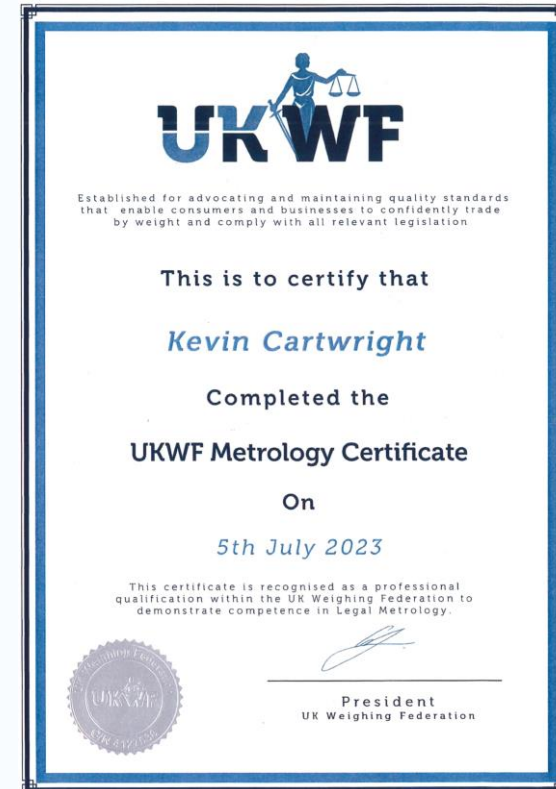 UKWF
Established for advocating and maintaining quality standards
that enable consumers and businesses to confidently trade
by weight and comply with all relevant legislation
This is to certify that
Kevin Cartwright
Completed the
UKWF Metrology Certificate
On
5th July 2023
This certificate is recognised as a professional
qualification within the UK Weighing Federation to
demonstrate competence in Legal Metrology.
President
UK Weighing Federation
UKWF